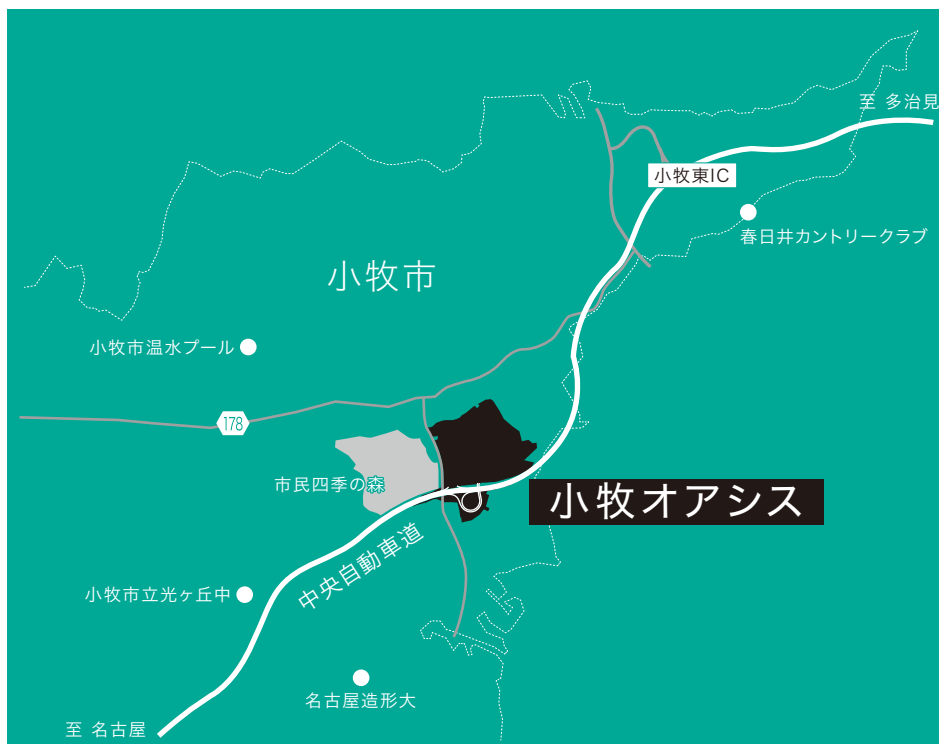 至 多治見
小牧東IC
春日井カントリークラブ
小牧市
小牧市温水プール
178
市民四季の森
小牧オアシス
中央自動車道
小牧市立光ヶ丘中
名古屋造形大
至 名古屋